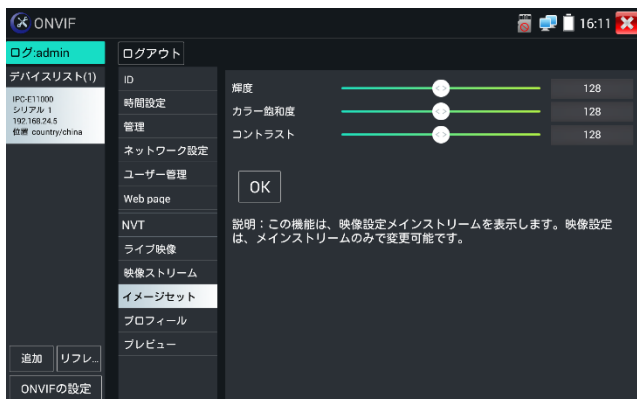 ONVIF
16:11
ログ:admin
ログアウト
デバイスリスト(1)
IPC-E11000
シリアル 1
192.168.24.5
位置 country/china
ID
時間設定
管理
ネットワーク設定
ユーザー管理
Web page
NVT
ライブ映像
映像ストリーム
イメージセット
プロフィール
プレビュー
輝度
128
カラー飽和度
128
コントラスト
128
OK
説明：この機能は、映像設定メインストリームを表示します。映像設定
は、メインストリームのみで変更可能です。
追加
リフレ...
ONVIFの設定